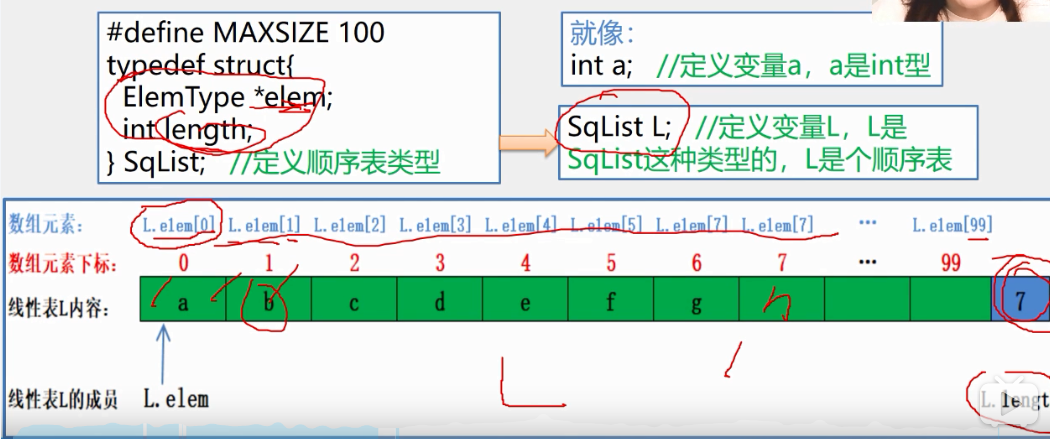 #define MAXSIZE 100
typedef struct{
ElemType *elem;
int length;
} SqList; //定义顺序表类型
就像:
int a; //定义变量a，a是int型
SqList L; //定义变量L，L是
SqList这种类型的，L是个顺序表
数组元素: L.elem[0] L.elem[1] L.elem[2] L.elem[3] L.elem[4] L.elem[5] L.elem[7] L.elem[7] … L.elem[99]
数组元素下标: 0 1 2 3 4 5 6 7 … 99
线性表L内容: a b c d e f g h 7
线性表L的成员 L.elem L.lengt